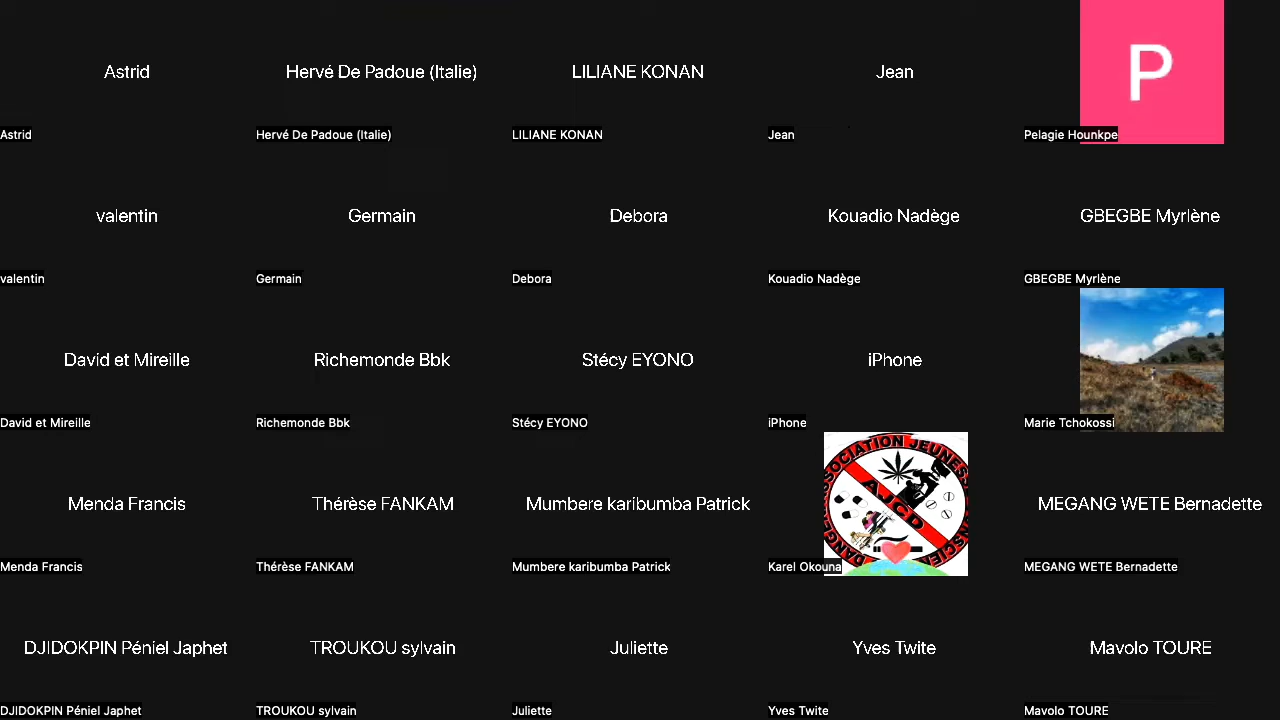 Astrid
Hervé De Padoue (Italie)
LILIANE KONAN
Jean
P
Astrid
Hervé De Padoue (Italie)
LILIANE KONAN
Jean
Pelagie Hounkpe
valentin
Germain
Debora
Kouadio Nadège
GBEGBE Myrlène
valentin
Germain
Debora
Kouadio Nadège
GBEGBE Myrlène
David et Mireille
Richemonde Bbk
Stécy EYONO
iPhone
David et Mireille
Richemonde Bbk
Stécy EYONO
iPhone
Marie Tchokossi
Menda Francis
Thérèse FANKAM
Mumbere karibumba Patrick
AJCD
MEGANG WETE Bernadette
Menda Francis
Thérèse FANKAM
Mumbere karibumba Patrick
Karel Okouna
MEGANG WETE Bernadette
DJIDOKPIN Péniel Japhet
TROUKOU sylvain
Juliette
Yves Twite
Mavolo TOURE
DJIDOKPIN Péniel Japhet
TROUKOU sylvain
Juliette
Yves Twite
Mavolo TOURE